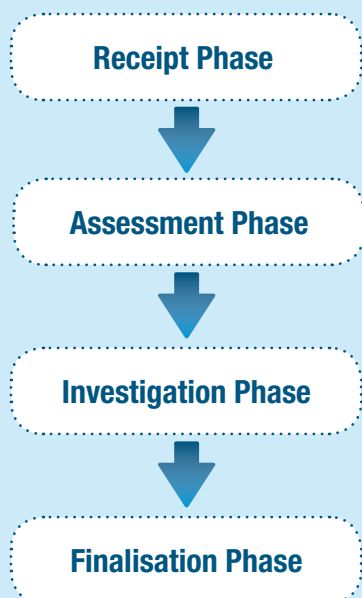 Receipt Phase
Assessment Phase
Investigation Phase
Finalisation Phase